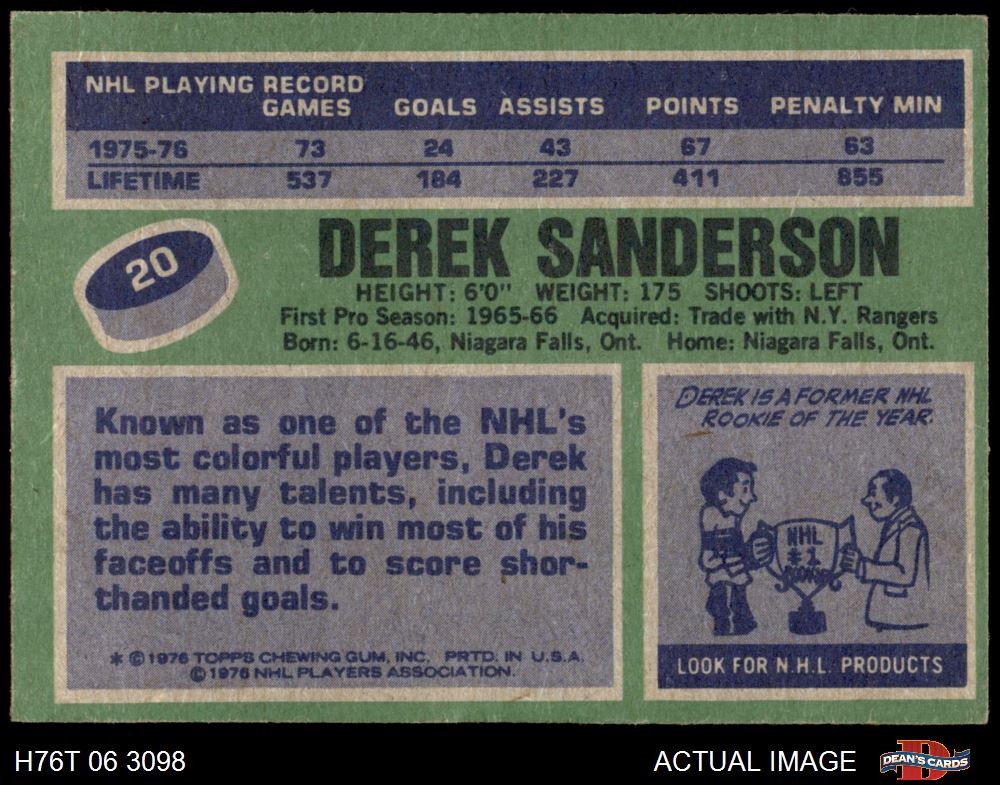 NHL PLAYING RECORD
GAMES GOALS ASSISTS POINTS PENALTY MIN
1975-76 73 24 43 67 63
LIFETIME 537 184 227 411 855
20
DEREK SANDERSON
HEIGHT: 6'0" WEIGHT: 175 SHOOTS: LEFT
First Pro Season: 1965-66 Acquired: Trade with N.Y. Rangers
Born: 6-16-46, Niagara Falls, Ont. Home: Niagara Falls, Ont.
Known as one of the NHL's
most colorful players, Derek
has many talents, including
the ability to win most of his
faceoffs and to score shor-
thanded goals.
* © 1976 TOPPS CHEWING GUM, INC. PRTD. IN U.S.A.
© 1976 NHL PLAYERS ASSOCIATION.
DEREK IS A FORMER NHL
ROOKIE OF THE YEAR.
NHL
#1
LOOK FOR N.H.L. PRODUCTS
H76T 06 3098
ACTUAL IMAGE
DEAN'S CARDS